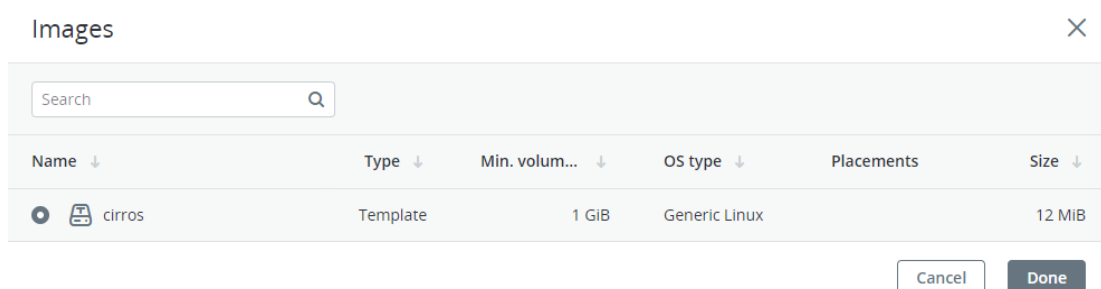 Images
Search
Name Type Min. volum... OS type Placements Size
cirros Template 1 GiB Generic Linux 12 MiB
Cancel Done